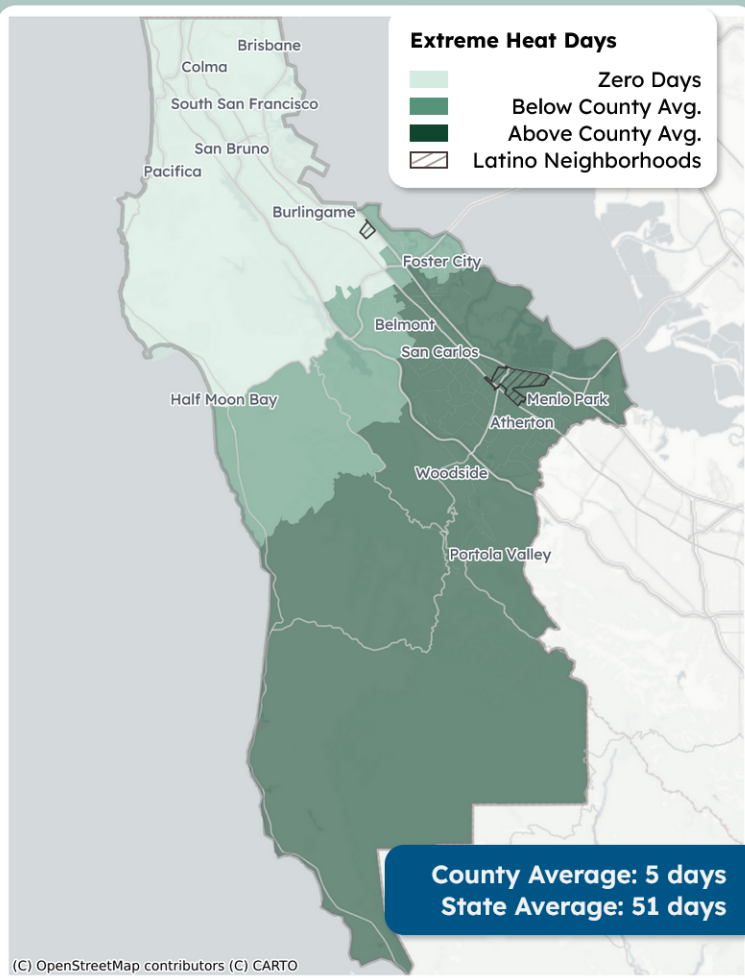 Extreme Heat Days
Zero Days
Below County Avg.
Above County Avg.
Latino Neighborhoods
Brisbane
Colma
South San Francisco
San Bruno
Pacifica
Burlingame
Foster City
Belmont
San Carlos
Half Moon Bay
Menlo Park
Atherton
Woodside
Portola Valley
County Average: 5 days
State Average: 51 days
(C) OpenStreetMap contributors (C) CARTO